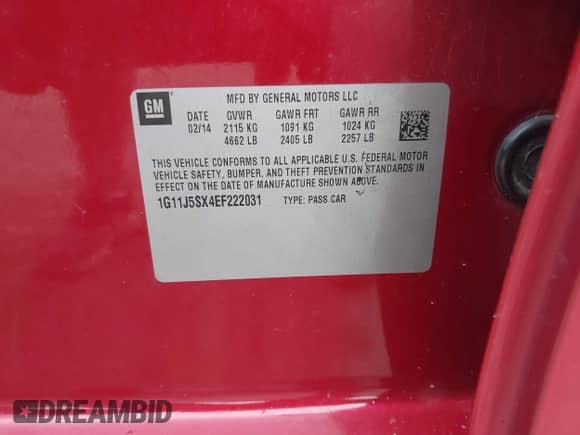 GM
MFD BY GENERAL MOTORS LLC
DATE GVWR GAWR FRT GAWR RR
02/14 2115 KG 1091 KG 1024 KG
4662 LB 2405 LB 2257 LB
THIS VEHICLE CONFORMS TO ALL APPLICABLE U.S. FEDERAL MOTOR
VEHICLE SAFETY, BUMPER, AND THEFT PREVENTION STANDARDS IN
EFFECT ON THE DATE OF MANUFACTURE SHOWN ABOVE.
1G11J5SX4EF222031 TYPE: PASS CAR
DREAMBID